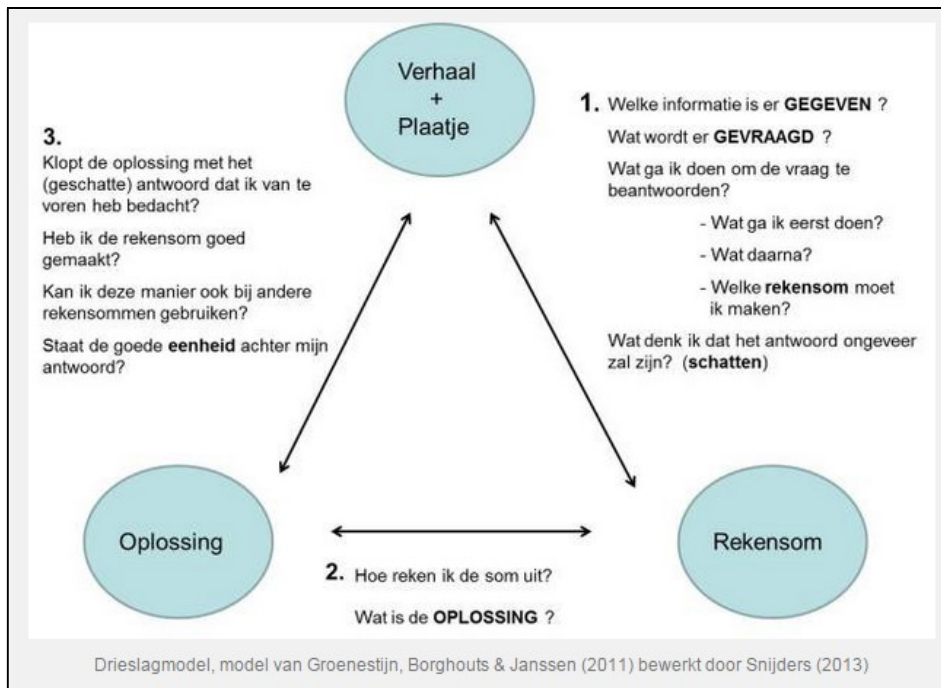 Verhaal
+
Plaatje
1. Welke informatie is er GEGEVEN ?
Wat wordt er GEVRAAGD ?
Wat ga ik doen om de vraag te
beantwoorden?
- Wat ga ik eerst doen?
- Wat daarna?
- Welke rekensom moet
ik maken?
Wat denk ik dat het antwoord ongeveer
zal zijn? (schatten)
Rekensom
2. Hoe reken ik de som uit?
Wat is de OPLOSSING ?
Oplossing
3.
Klopt de oplossing met het
(geschatte) antwoord dat ik van te
voren heb bedacht?
Heb ik de rekensom goed
gemaakt?
Kan ik deze manier ook bij andere
rekensommen gebruiken?
Staat de goede eenheid achter mijn
antwoord?
Drieslagmodel, model van Groenestijn, Borghouts & Janssen (2011) bewerkt door Snijders (2013)